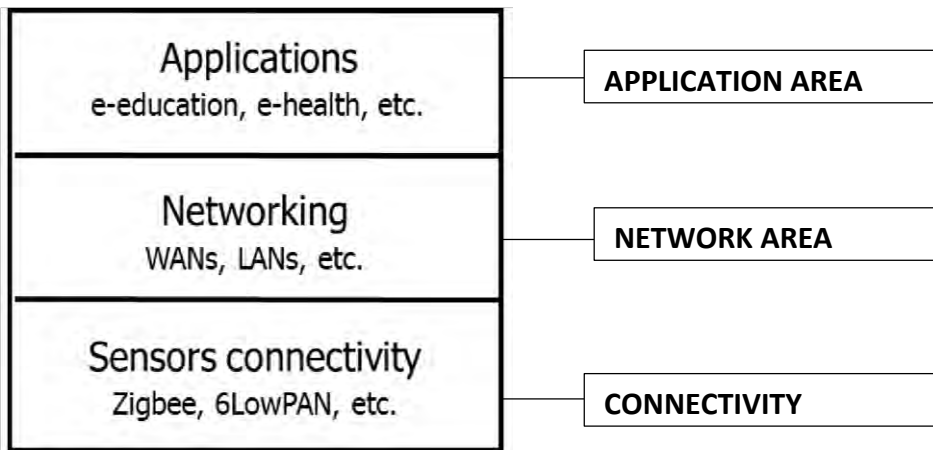 Applications
e-education, e-health, etc.
APPLICATION AREA
Networking
WANs, LANs, etc.
NETWORK AREA
Sensors connectivity
Zigbee, 6LowPAN, etc.
CONNECTIVITY